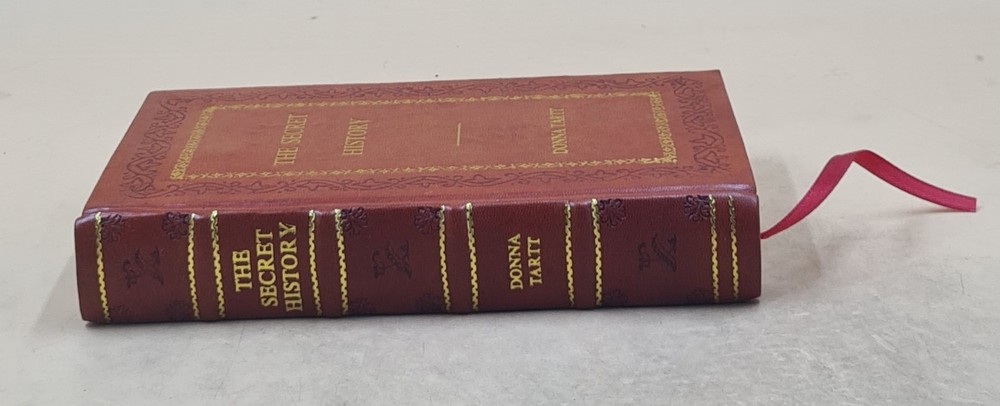 THE SECRET
HISTORY
DONNA TARTT
THE
SECRET
HISTORY
DONNA
TARTT